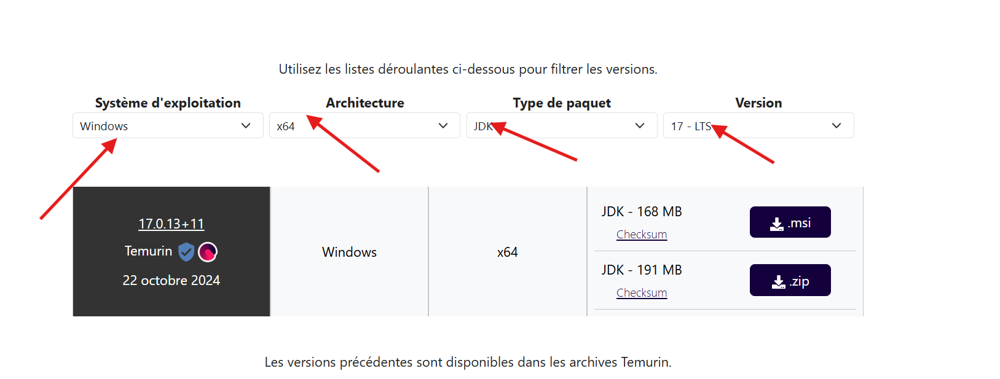 Utilisez les listes déroulantes ci-dessous pour filtrer les versions.
Système d'exploitation
Architecture
Type de paquet
Version
Windows
x64
JDK
17 - LTS
17.0.13+11
Temurin
22 octobre 2024
Windows
x64
JDK - 168 MB
Checksum
.msi
JDK - 191 MB
Checksum
.zip
Les versions précédentes sont disponibles dans les archives Temurin.